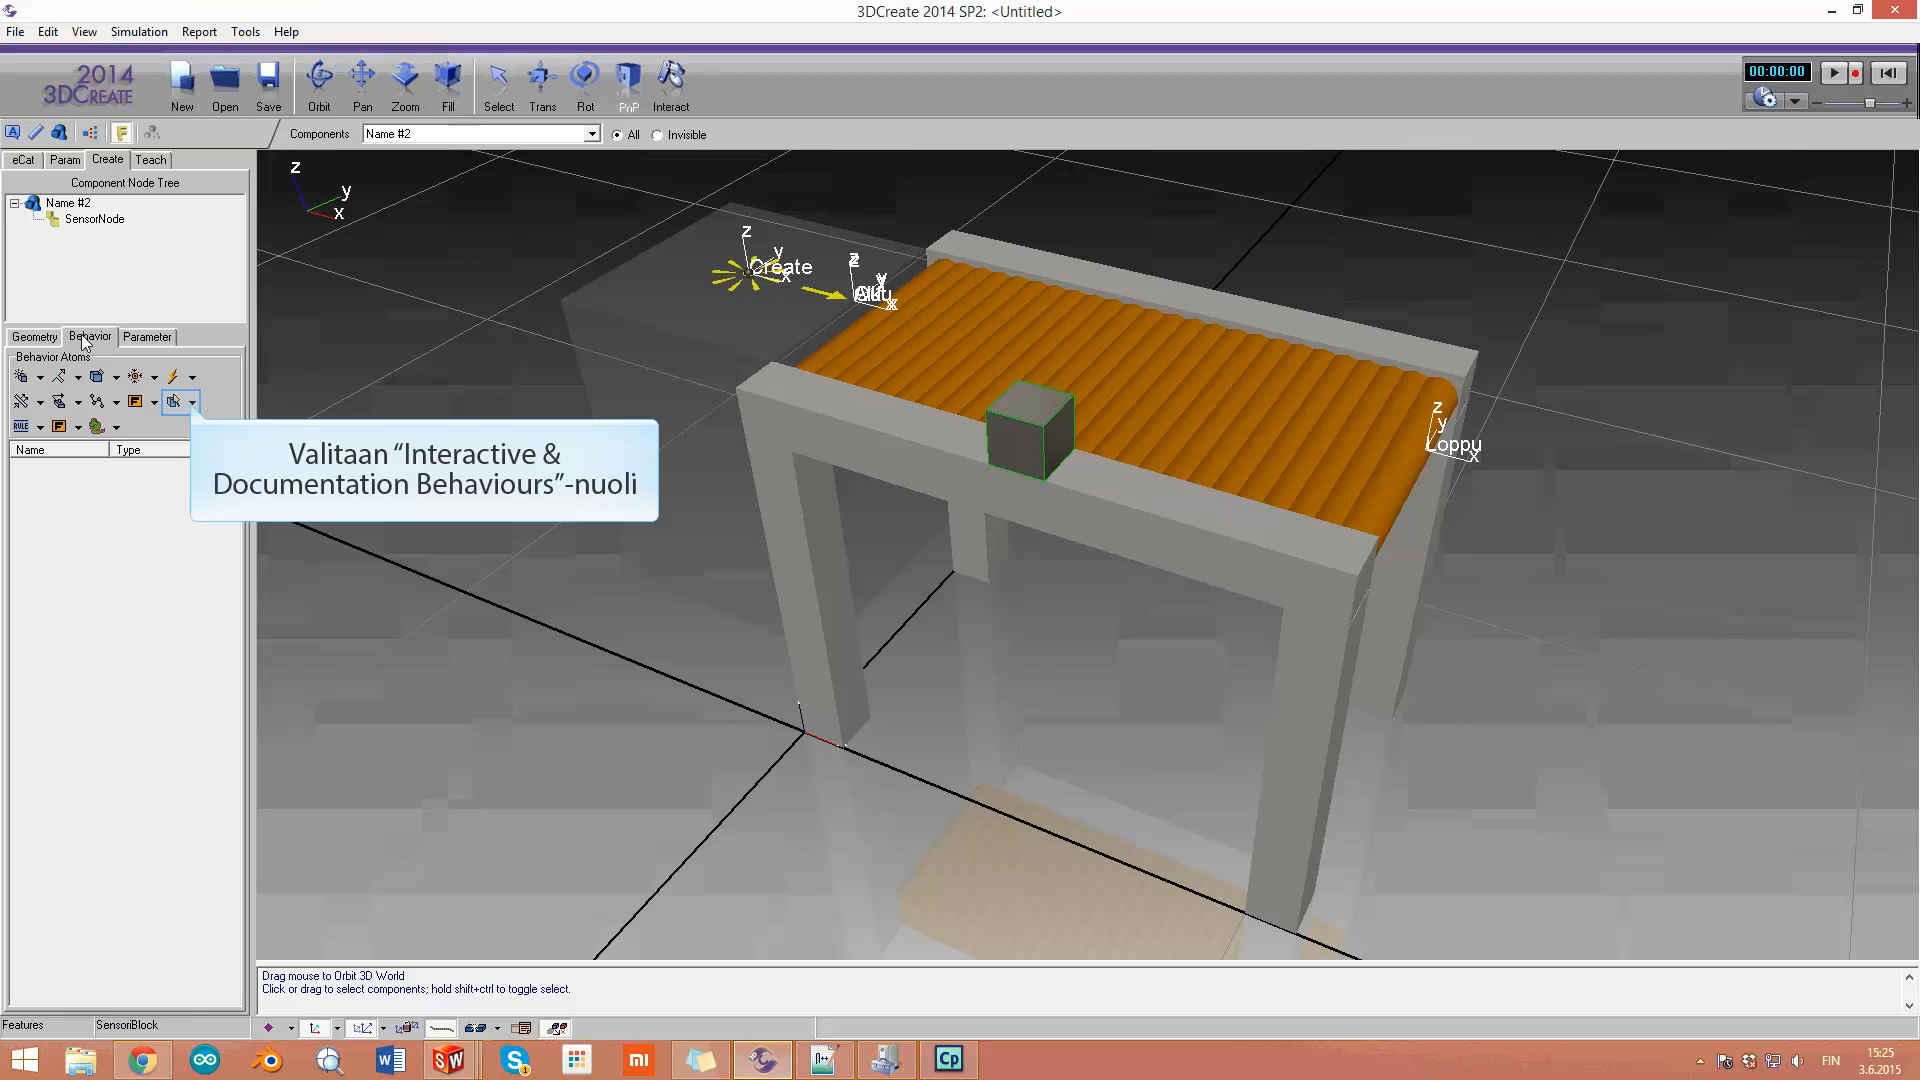 3DCreate 2014 SP2: <Untitled>
File Edit View Simulation Report Tools Help
2014
3DCREATE
New Open Save Orbit Pan Zoom Fill Select Trans Rot PnP Interact
00:00:00
Components Name #2 All Invisible
eCat Param Create Teach
Component Node Tree
Name #2
SensorNode
Geometry Behavior Parameter
Behavior Atoms
RULE
Name Type
Valitaan “Interactive &
Documentation Behaviours”-nuoli
z
y
x
z
y
Create
x
z
y
x
z
y
Loppu
x
Drag mouse to Orbit 3D World
Click or drag to select components; hold shift+ctrl to toggle select.
Features SensoriBlock
FIN
15:25
3.6.2015